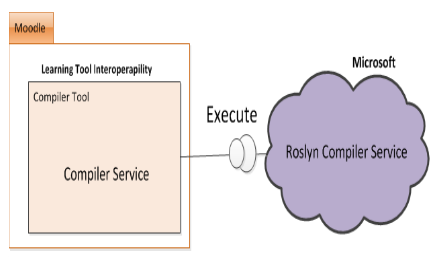 Moodle
Learning Tool Interoperapility
Compiler Tool
Compiler Service
Execute
Microsoft
Roslyn Compiler Service